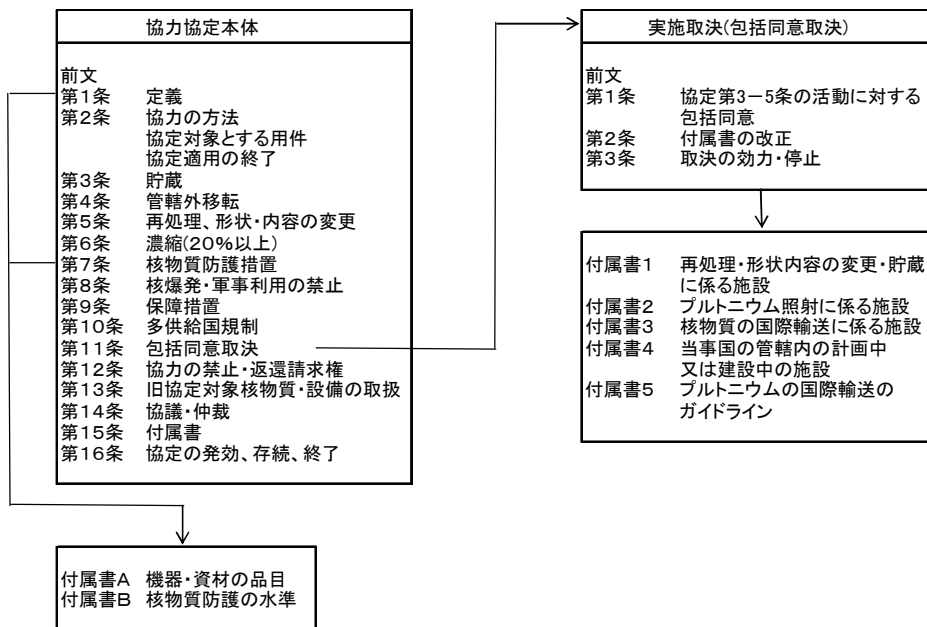 協力協定本体
前文
第1条 定義
第2条 協力の方法
協定対象とする用件
協定適用の終了
第3条 貯蔵
第4条 管轄外移転
第5条 再処理、形状・内容の変更
第6条 濃縮(20%以上)
第7条 核物質防護措置
第8条 核爆発・軍事利用の禁止
第9条 保障措置
第10条 多供給国規制
第11条 包括同意取決
第12条 協力の禁止・返還請求権
第13条 旧協定対象核物質・設備の取扱
第14条 協議・仲裁
第15条 付属書
第16条 協定の発効、存続、終了
付属書A 機器・資材の品目
付属書B 核物質防護の水準
実施取決(包括同意取決)
前文
第1条 協定第3－5条の活動に対する
包括同意
第2条 付属書の改正
第3条 取決の効力・停止
付属書1 再処理・形状内容の変更・貯蔵
に係る施設
付属書2 プルトニウム照射に係る施設
付属書3 核物質の国際輸送に係る施設
付属書4 当事国の管轄内の計画中
又は建設中の施設
付属書5 プルトニウムの国際輸送の
ガイドライン